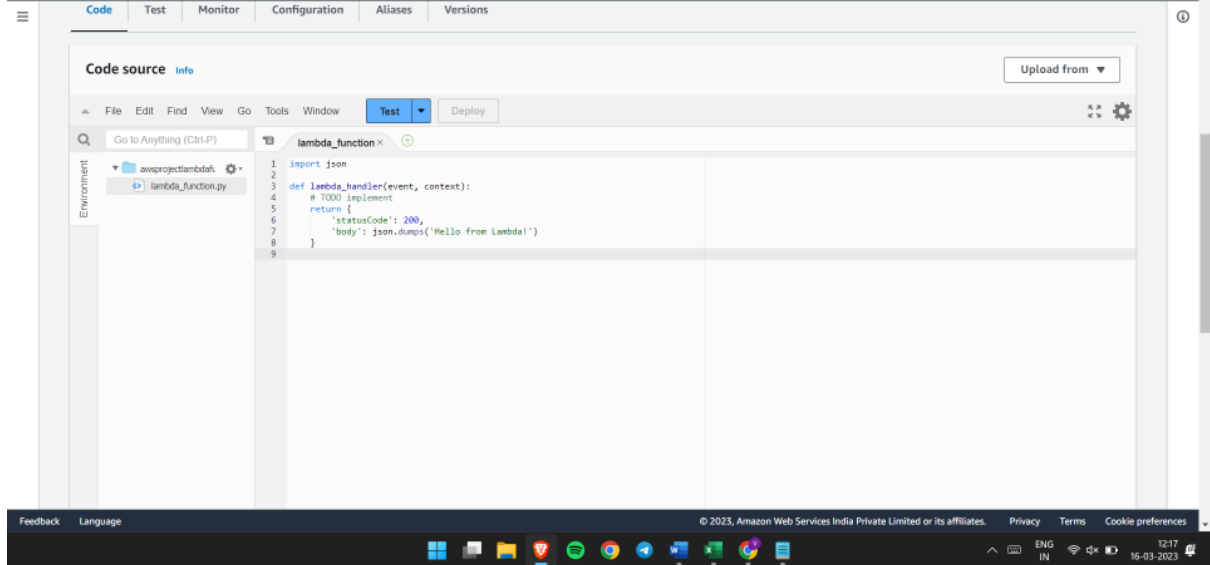 Code Test Monitor Configuration Aliases Versions
Code source Info
Upload from
File Edit Find View Go Tools Window Test Deploy
Go to Anything (Ctrl-P)
lambda_function
Environment
awsprojectlambdafu
lambda_function.py
1 import json
2
3 def lambda_handler(event, context):
4 # TODO implement
5 return {
6 'statusCode': 200,
7 'body': json.dumps('Hello from Lambda!')
8 }
9
Feedback Language © 2023, Amazon Web Services India Private Limited or its affiliates. Privacy Terms Cookie preferences
ENG
IN
12:17
16-03-2023